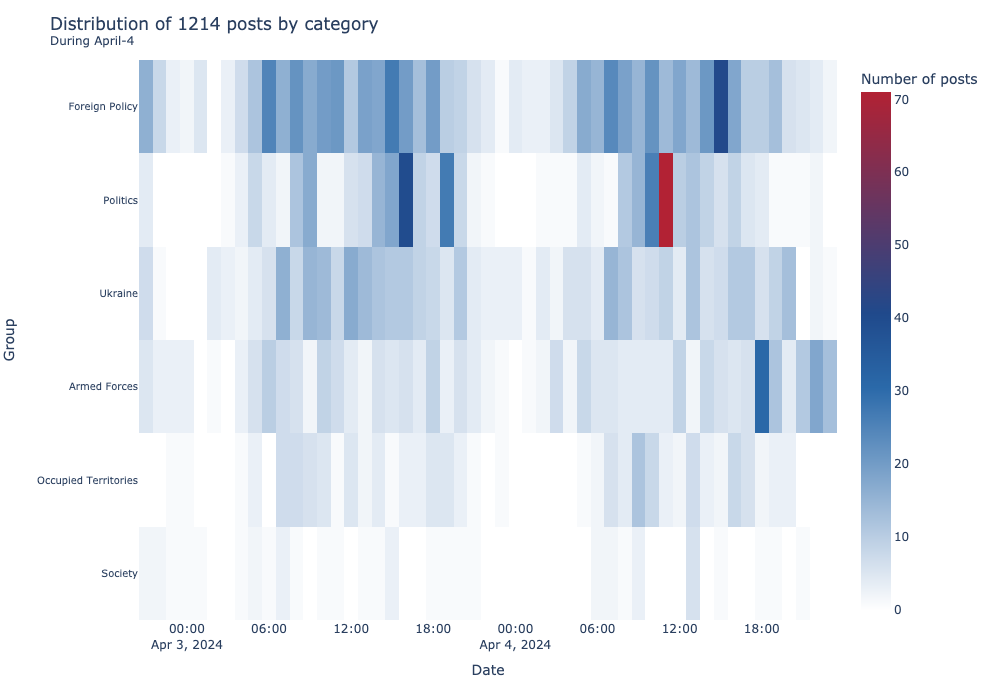 Distribution of 1214 posts by category
During April-4
Number of posts
Foreign Policy
Politics
Ukraine
Armed Forces
Occupied Territories
Society
Group
70
60
50
40
30
20
10
0
00:00
Apr 3, 2024
06:00
12:00
18:00
00:00
Apr 4, 2024
06:00
12:00
18:00
Date